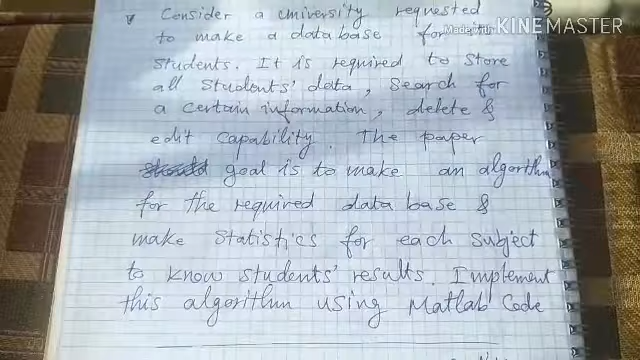 Consider a university requested
to make a data base for its
students. It is required to store
all students' data, search for
a certain information, delete &
edit capability. The paper
goal is to make an algorithm
for the required data base &
make statistics for each subject
to know students' results. Implement
this algorithm using Matlab Code
Made with
KINEMASTER